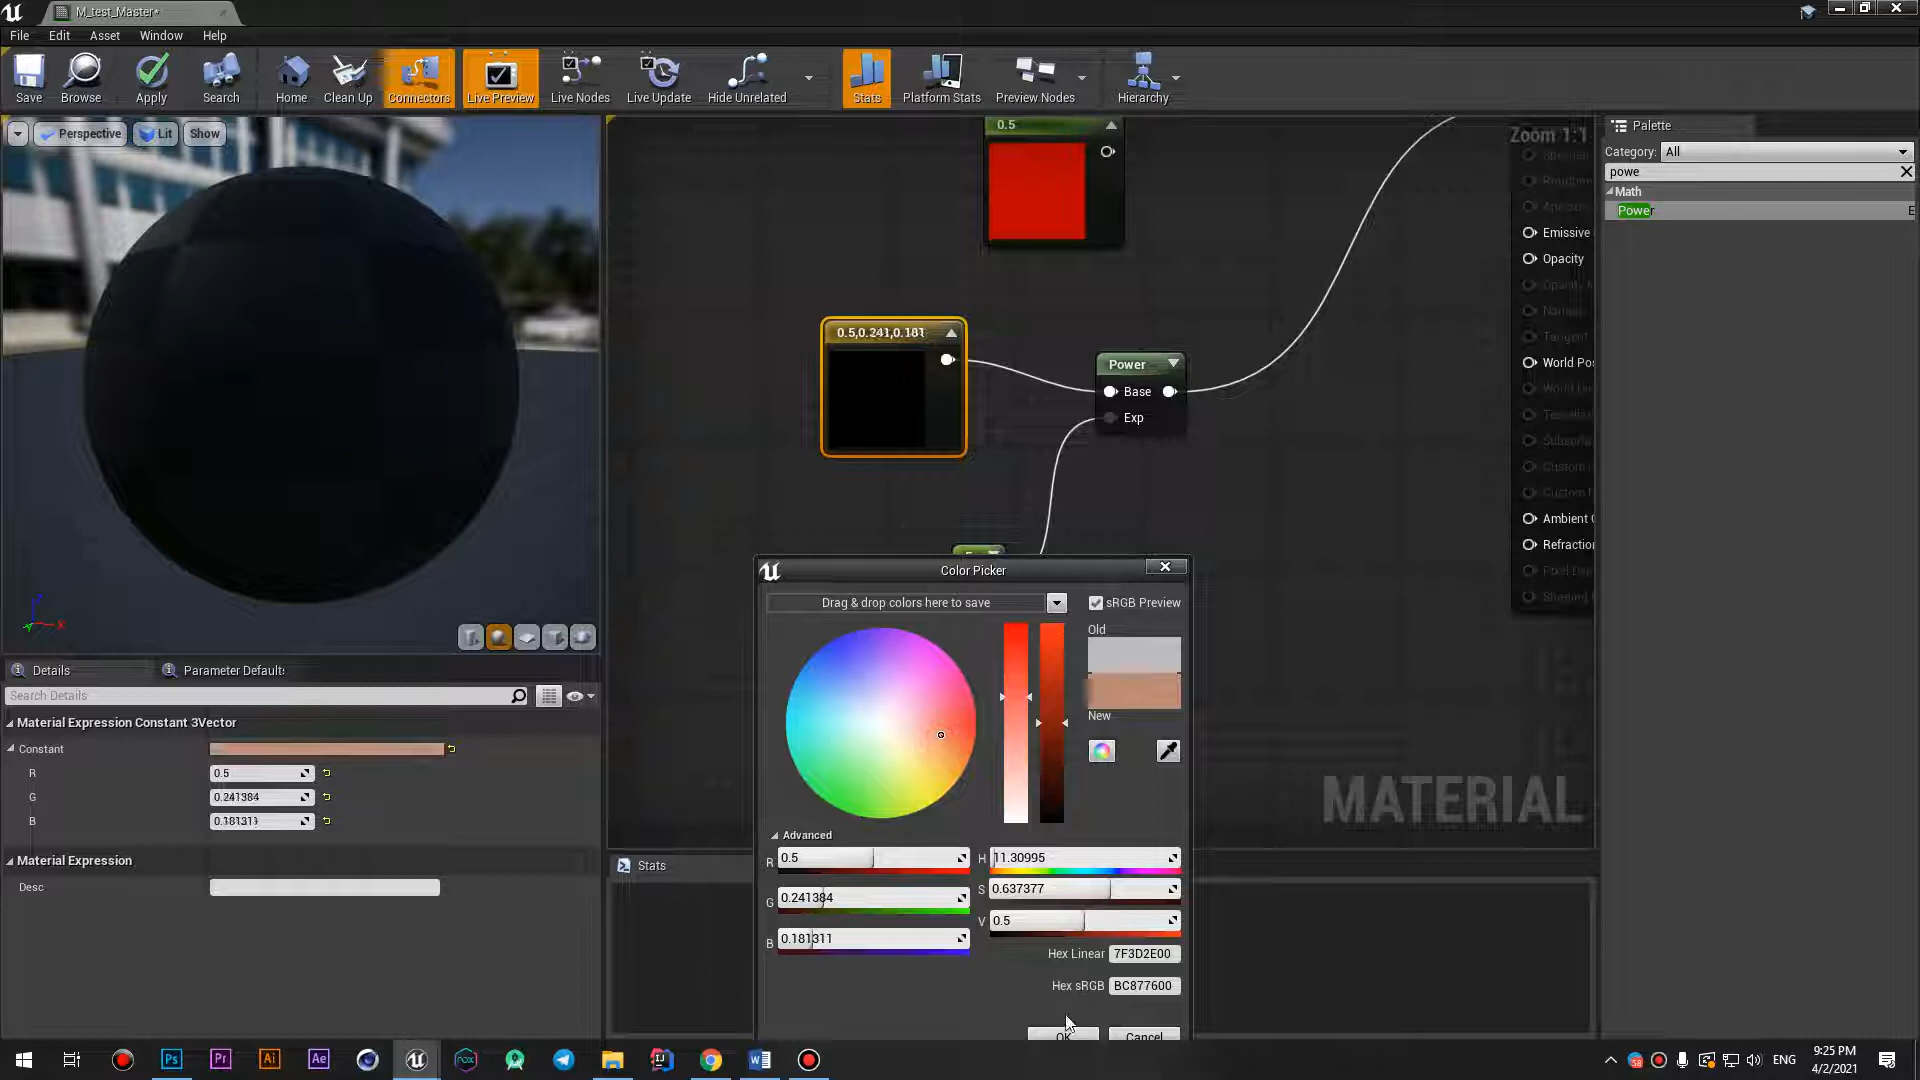 M_test_Master*
File Edit Asset Window Help
Save Browse Apply Search Home Clean Up Connectors Live Preview Live Nodes Live Update Hide Unrelated Stats Platform Stats Preview Nodes Hierarchy
Perspective Lit Show
0.5
Zoom 1:1
Palette
Category: All
powe
Math
Power
Emissive
Opacity
World Pos
Ambient O
Refraction
0.5,0.241,0.181
Power
Base
Exp
MATERIAL
Details Parameter Defaults
Search Details
Material Expression Constant 3Vector
Constant
R 0.5
G 0.241384
B 0.181311
Material Expression
Desc
Stats
Color Picker
Drag & drop colors here to save
sRGB Preview
Old
New
Advanced
R 0.5 H 11.30995
G 0.241384 S 0.637377
B 0.181311 V 0.5
Hex Linear 7F3D2E00
Hex sRGB BC877600
OK Cancel
Ps Pr Ai Ae
ENG
9:25 PM
4/2/2021